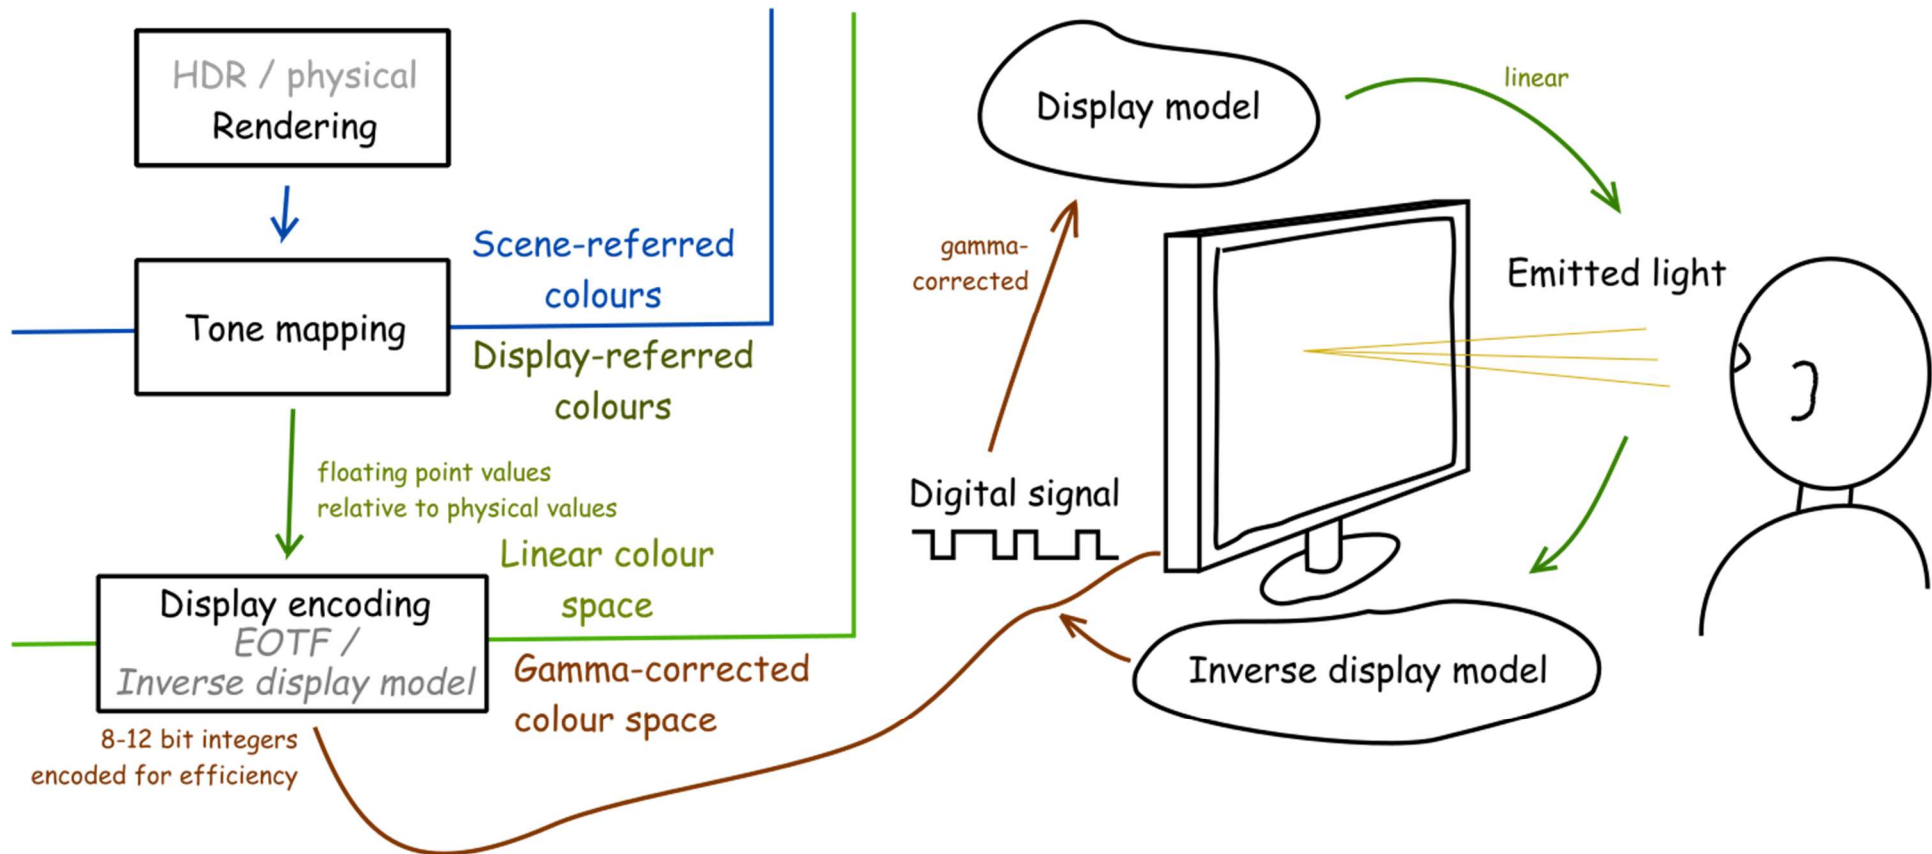 HDR / physical
Rendering
Scene-referred
colours
Tone mapping
Display-referred
colours
floating point values
relative to physical values
Linear colour
space
Display encoding
EOTF /
Inverse display model
Gamma-corrected
colour space
8-12 bit integers
encoded for efficiency
Display model
linear
gamma-
corrected
Emitted light
Digital signal
Inverse display model